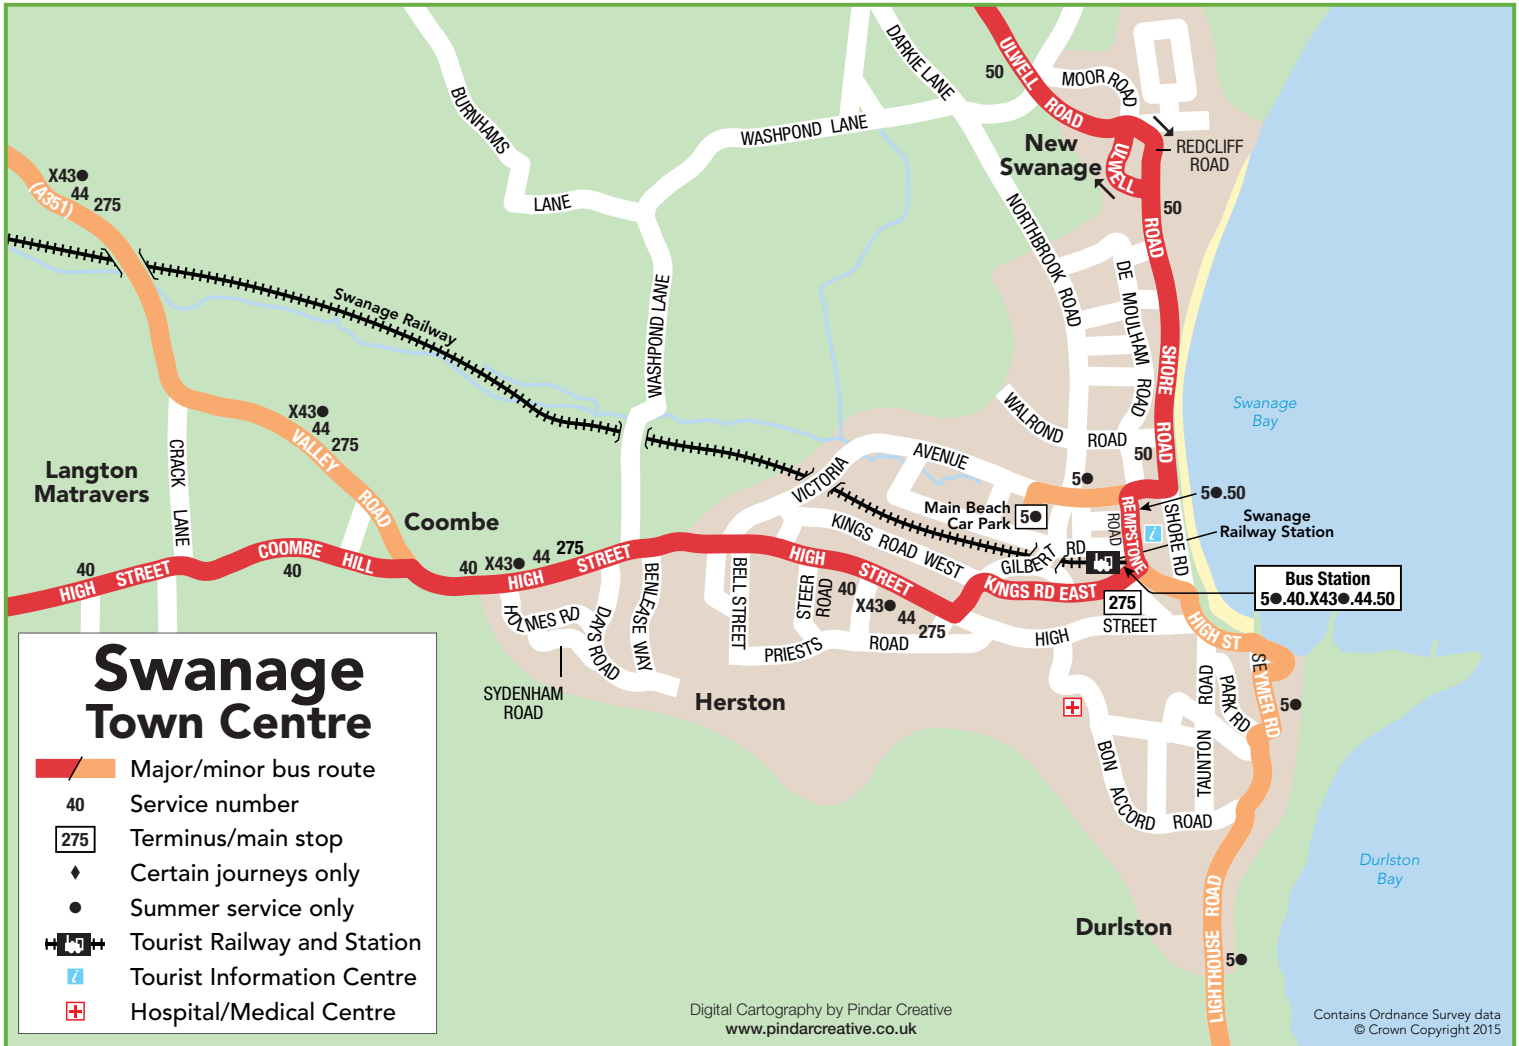 ULWELL
ROAD
50
MOOR ROAD
DARKIE LANE
BURNHAMS
LANE
WASHPOND LANE
New
Swanage
ULWELL
REDCLIFF
ROAD
50
ROAD
X43●
44
275
(A351)
NORTHBROOK ROAD
DE MOULHAM ROAD
SHORE
ROAD
Swanage Railway
WASHPOND LANE
Swanage
Bay
X43●
44
275
VALLEY
ROAD
CRACK LANE
Langton
Matravers
WALROND ROAD
50
AVENUE
VICTORIA
5●
5●.50
Main Beach
Car Park
5●
REMPSTONE
ROAD
SHORE RD
i
Swanage
Railway Station
Coombe
KINGS ROAD WEST
GILBERT RD
COOMBE
HILL
40
HIGH STREET
40
40 X43● 44 275
HIGH STREET
HIGH
STREET
KINGS RD EAST
275
Bus Station
5●.40.X43●.44.50
HOLMES RD
DAYS ROAD
BENLEASE WAY
BELL STREET
STEER
ROAD
40
X43●
44
275
PRIESTS ROAD
HIGH STREET
HIGH ST
SEYMER RD
5●
SYDENHAM
ROAD
Herston
PARK RD
TAUNTON ROAD
BON ACCORD ROAD
Durlston
Bay
Durlston
LIGHTHOUSE ROAD
5●
Swanage
Town Centre
Major/minor bus route
40 Service number
275 Terminus/main stop
♦ Certain journeys only
● Summer service only
Tourist Railway and Station
i Tourist Information Centre
Hospital/Medical Centre
Digital Cartography by Pindar Creative
www.pindarcreative.co.uk
Contains Ordnance Survey data
© Crown Copyright 2015